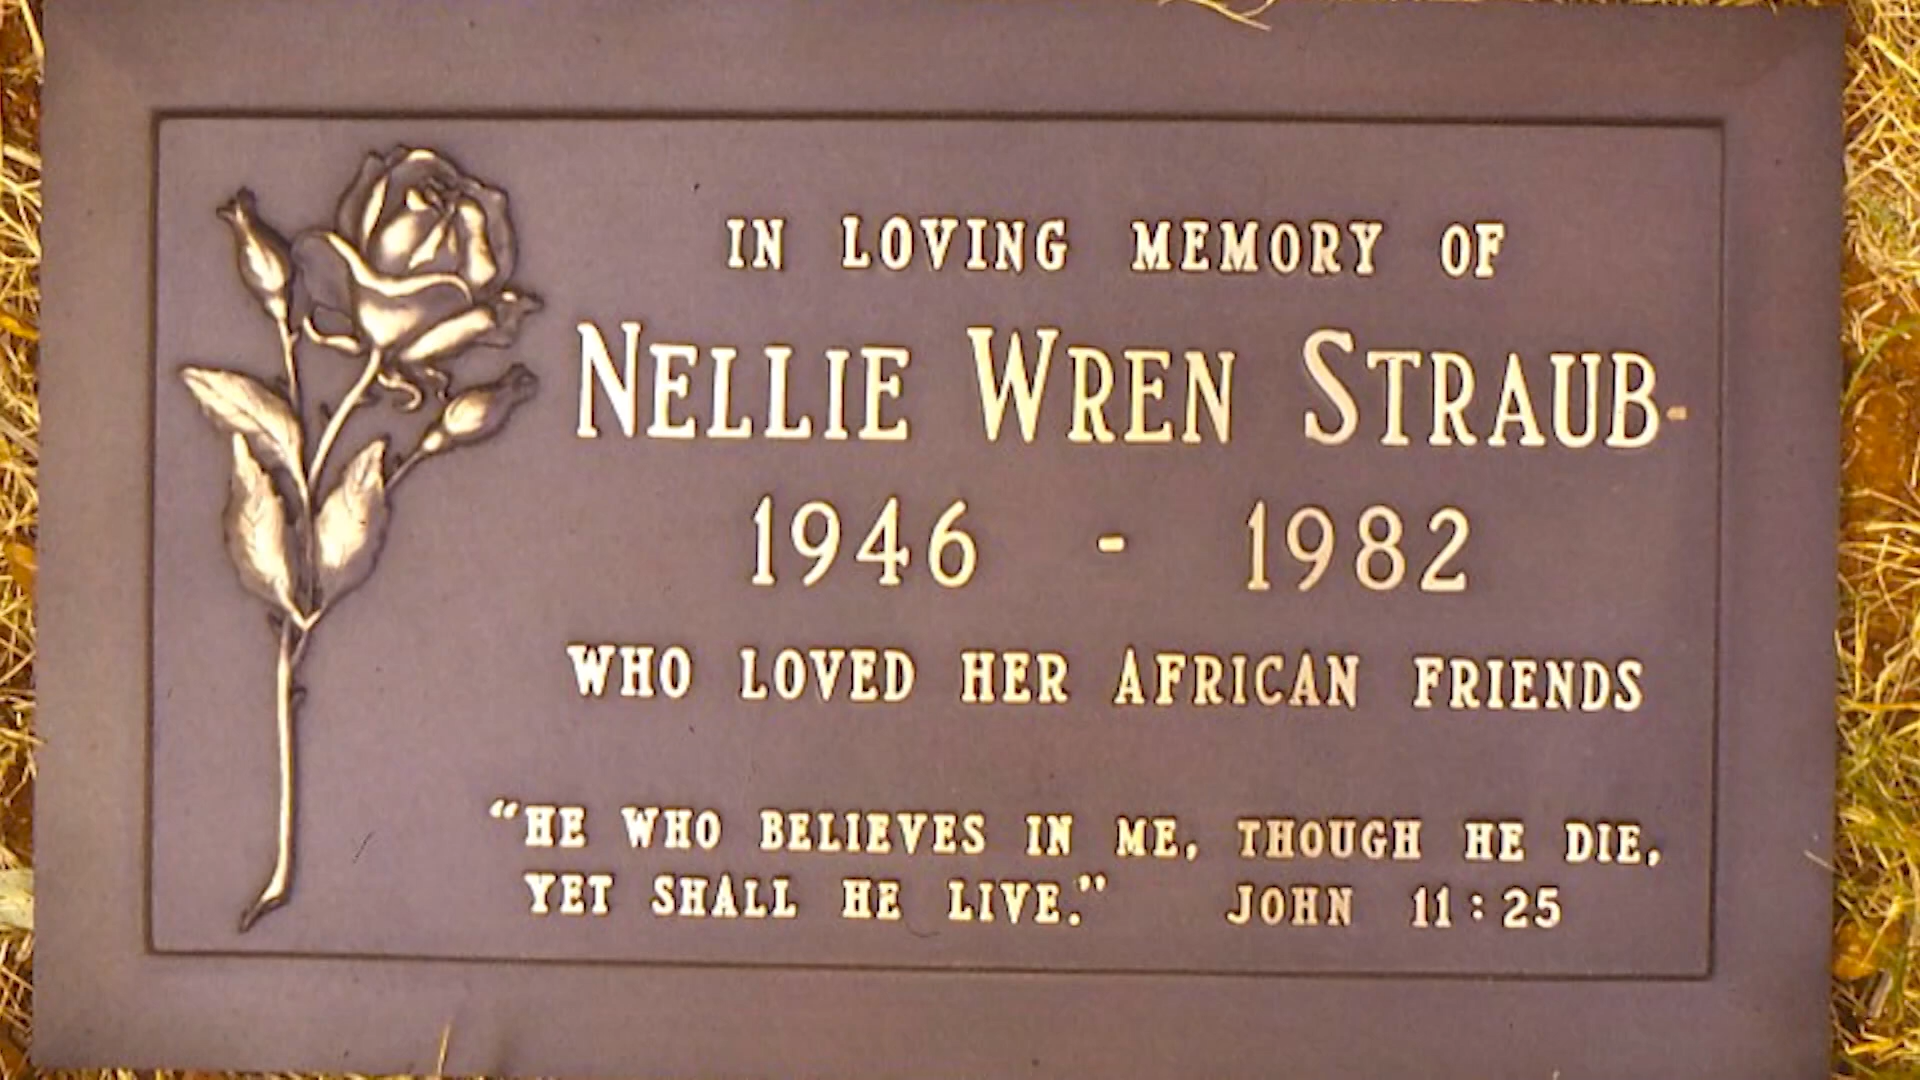 IN LOVING MEMORY OF
NELLIE WREN STRAUB-
1946 - 1982
WHO LOVED HER AFRICAN FRIENDS
“HE WHO BELIEVES IN ME, THOUGH HE DIE,
YET SHALL HE LIVE.” JOHN 11:25